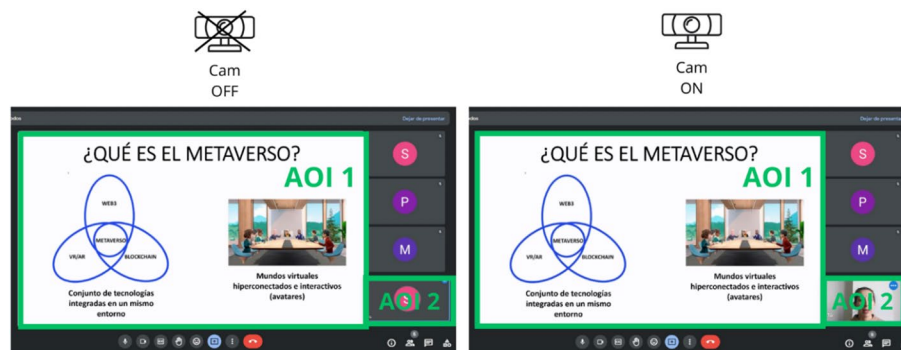 Cam
OFF
Cam
ON
Dejar de presentar
¿QUÉ ES EL METAVERSO?
AOI 1
WEB3
METAVERSO
VR/AR
BLOCKCHAIN
Conjunto de tecnologías
integradas en un mismo
entorno
Mundos virtuales
hiperconectados e interactivos
(avatares)
S
P
M
AOI 2
Dejar de presentar
¿QUÉ ES EL METAVERSO?
AOI 1
WEB3
METAVERSO
VR/AR
BLOCKCHAIN
Conjunto de tecnologías
integradas en un mismo
entorno
Mundos virtuales
hiperconectados e interactivos
(avatares)
S
P
M
AOI 2